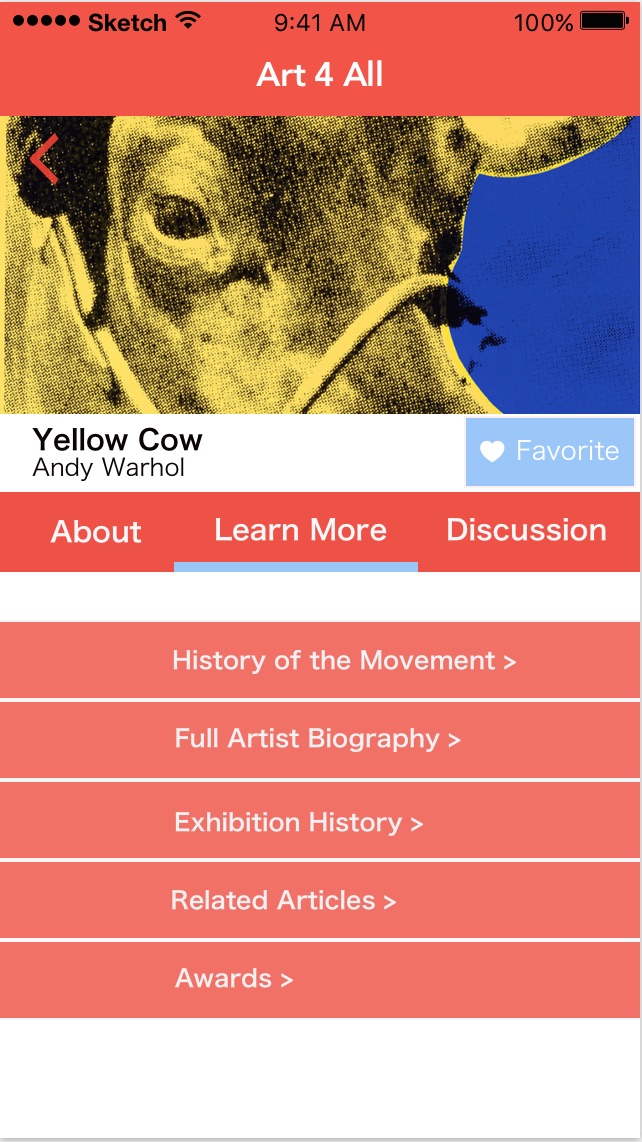 Sketch 9:41 AM 100%
Art 4 All
Yellow Cow
Andy Warhol
Favorite
About Learn More Discussion
History of the Movement >
Full Artist Biography >
Exhibition History >
Related Articles >
Awards >